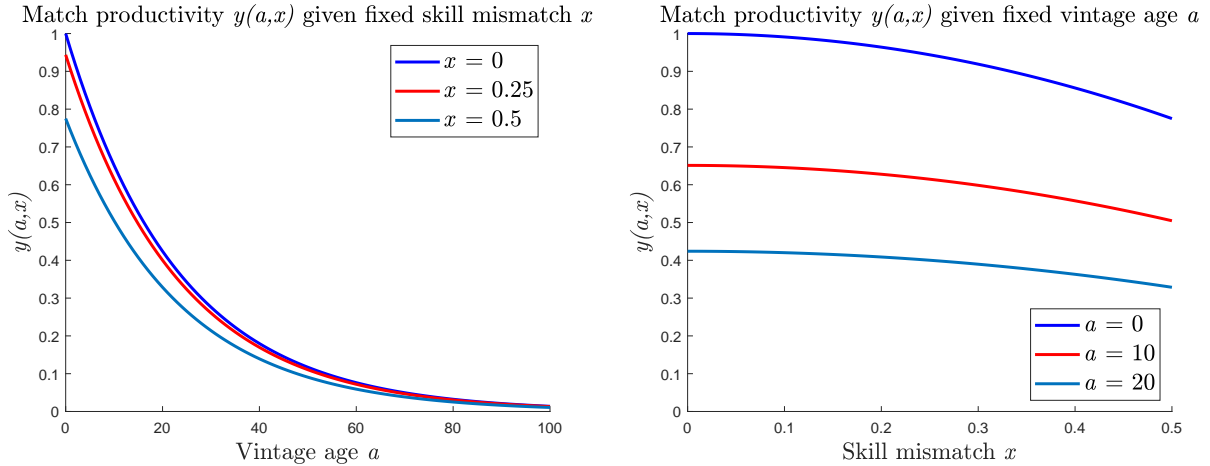 Match productivity y(a,x) given fixed skill mismatch x
1
0.9
0.8
0.7
0.6
0.5
0.4
0.3
0.2
0.1
0
y(a,x)
x = 0
x = 0.25
x = 0.5
0 20 40 60 80 100
Vintage age a
Match productivity y(a,x) given fixed vintage age a
1
0.9
0.8
0.7
0.6
0.5
0.4
0.3
0.2
0.1
0
y(a,x)
a = 0
a = 10
a = 20
0 0.1 0.2 0.3 0.4 0.5
Skill mismatch x